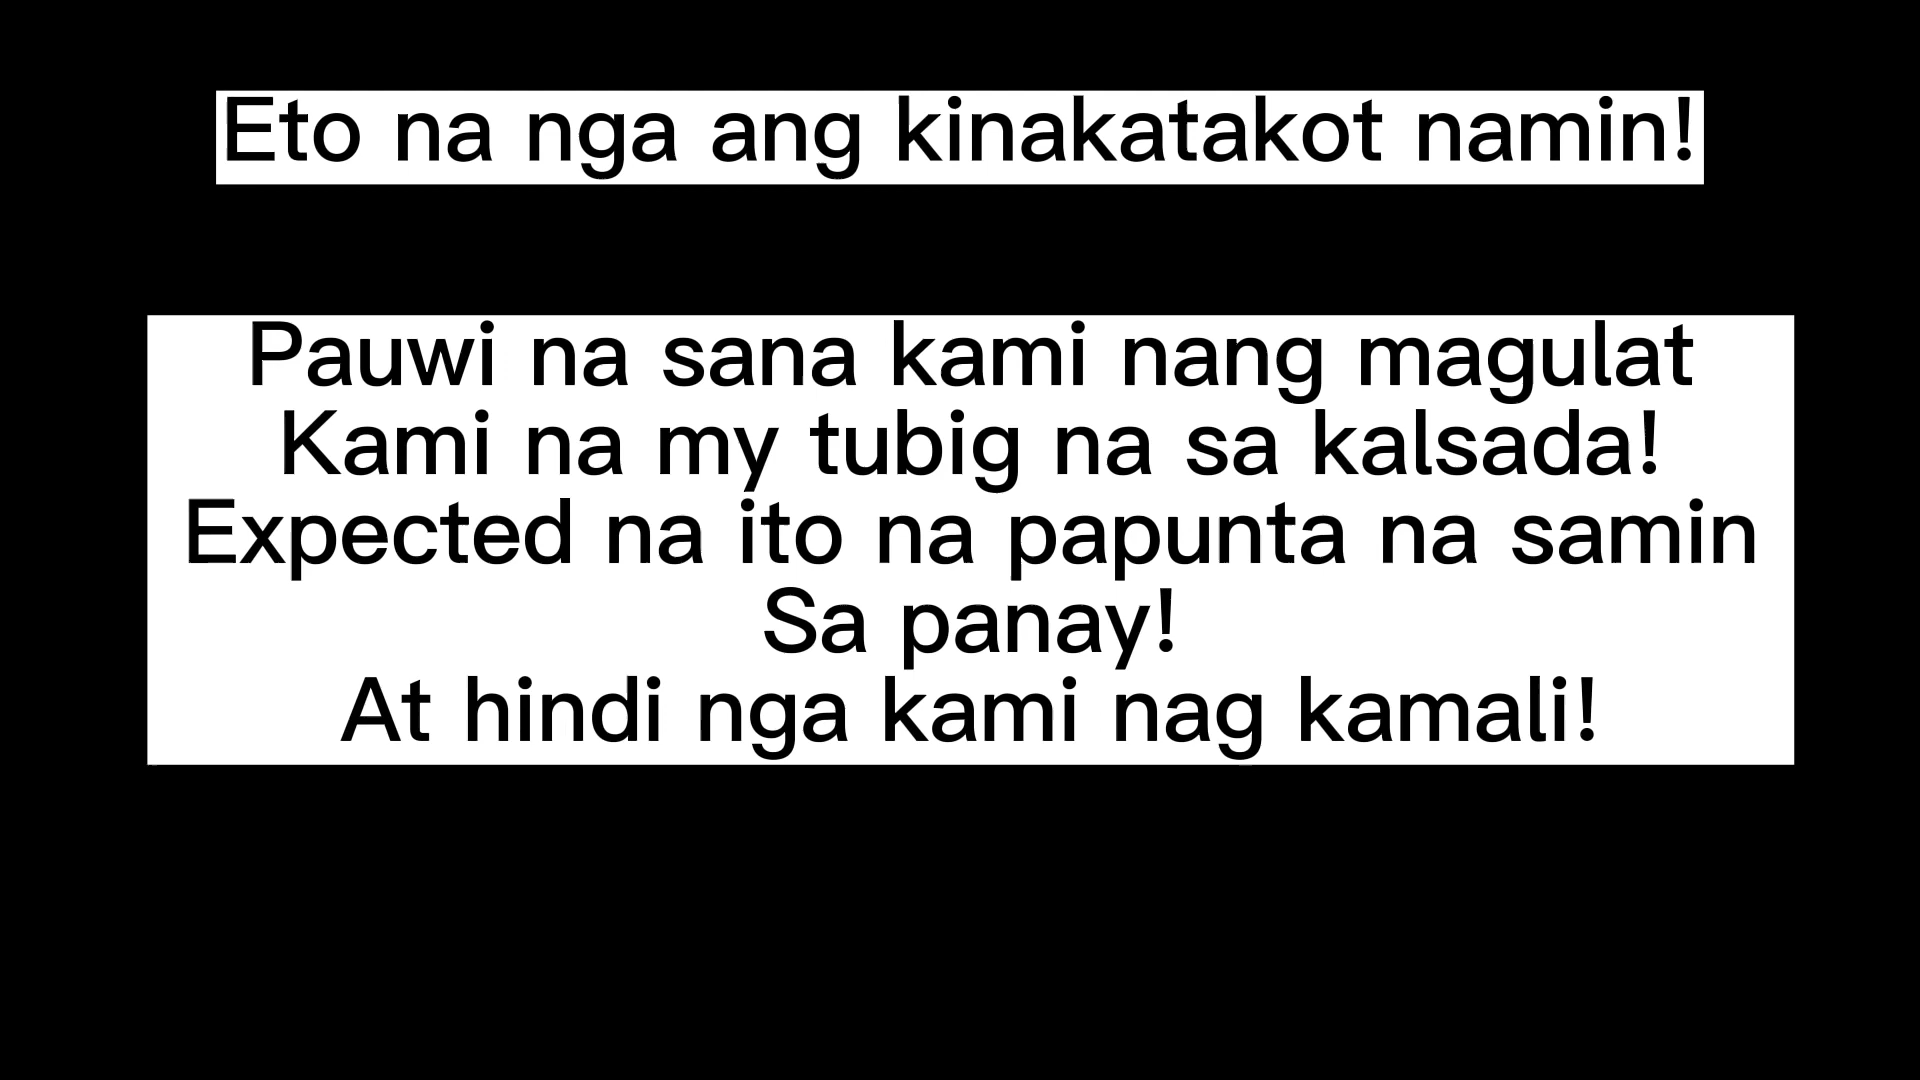 Eto na nga ang kinakatakot namin!
Pauwi na sana kami nang magulat
Kami na my tubig na sa kalsada!
Expected na ito na papunta na samin
Sa panay!
At hindi nga kami nag kamali!